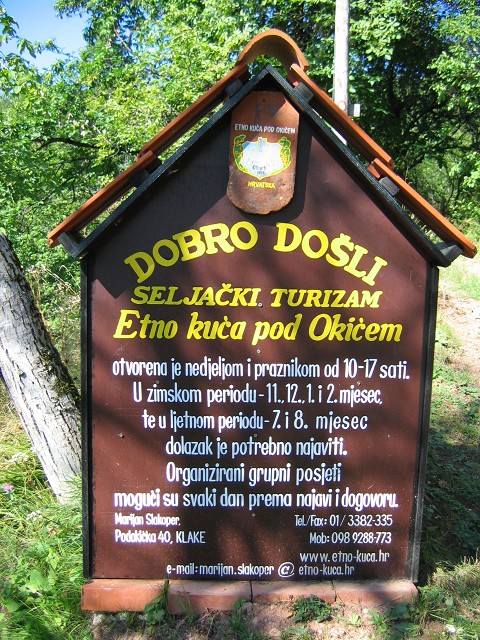 ETNO KUĆA POD OKIĆEM
HRVATSKA
DOBRO DOŠLI
SELJAČKI TURIZAM
Etno kuća pod Okićem
otvorena je nedjeljom i praznikom od 10-17 sati.
U zimskom periodu - 11., 12., 1. i 2. mjesec,
te u ljetnom periodu - 7. i 8. mjesec
dolazak je potrebno najaviti.
Organizirani grupni posjeti
mogući su svaki dan prema najavi i dogovoru.
Marijan Slakoper,
Podokička 40, KLAKE
Tel./Fax: 01/ 3382-335
Mob: 098 9288-773
www.etno-kuca.hr
e-mail: marijan.slakoper @ etno-kuca.hr